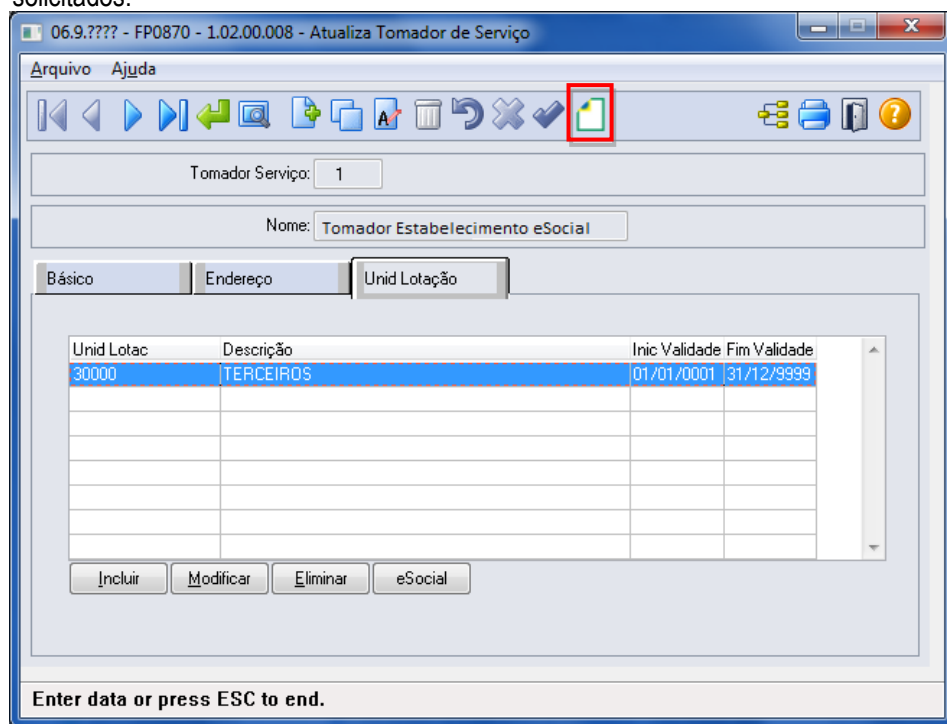 solicitados.
06.9.???? - FP0870 - 1.02.00.008 - Atualiza Tomador de Serviço
Arquivo Ajuda
Tomador Serviço: 1
Nome: Tomador Estabelecimento eSocial
Básico Endereço Unid Lotação
Unid Lotac Descrição Inic Validade Fim Validade
30000 TERCEIROS 01/01/0001 31/12/9999
Incluir Modificar Eliminar eSocial
Enter data or press ESC to end.